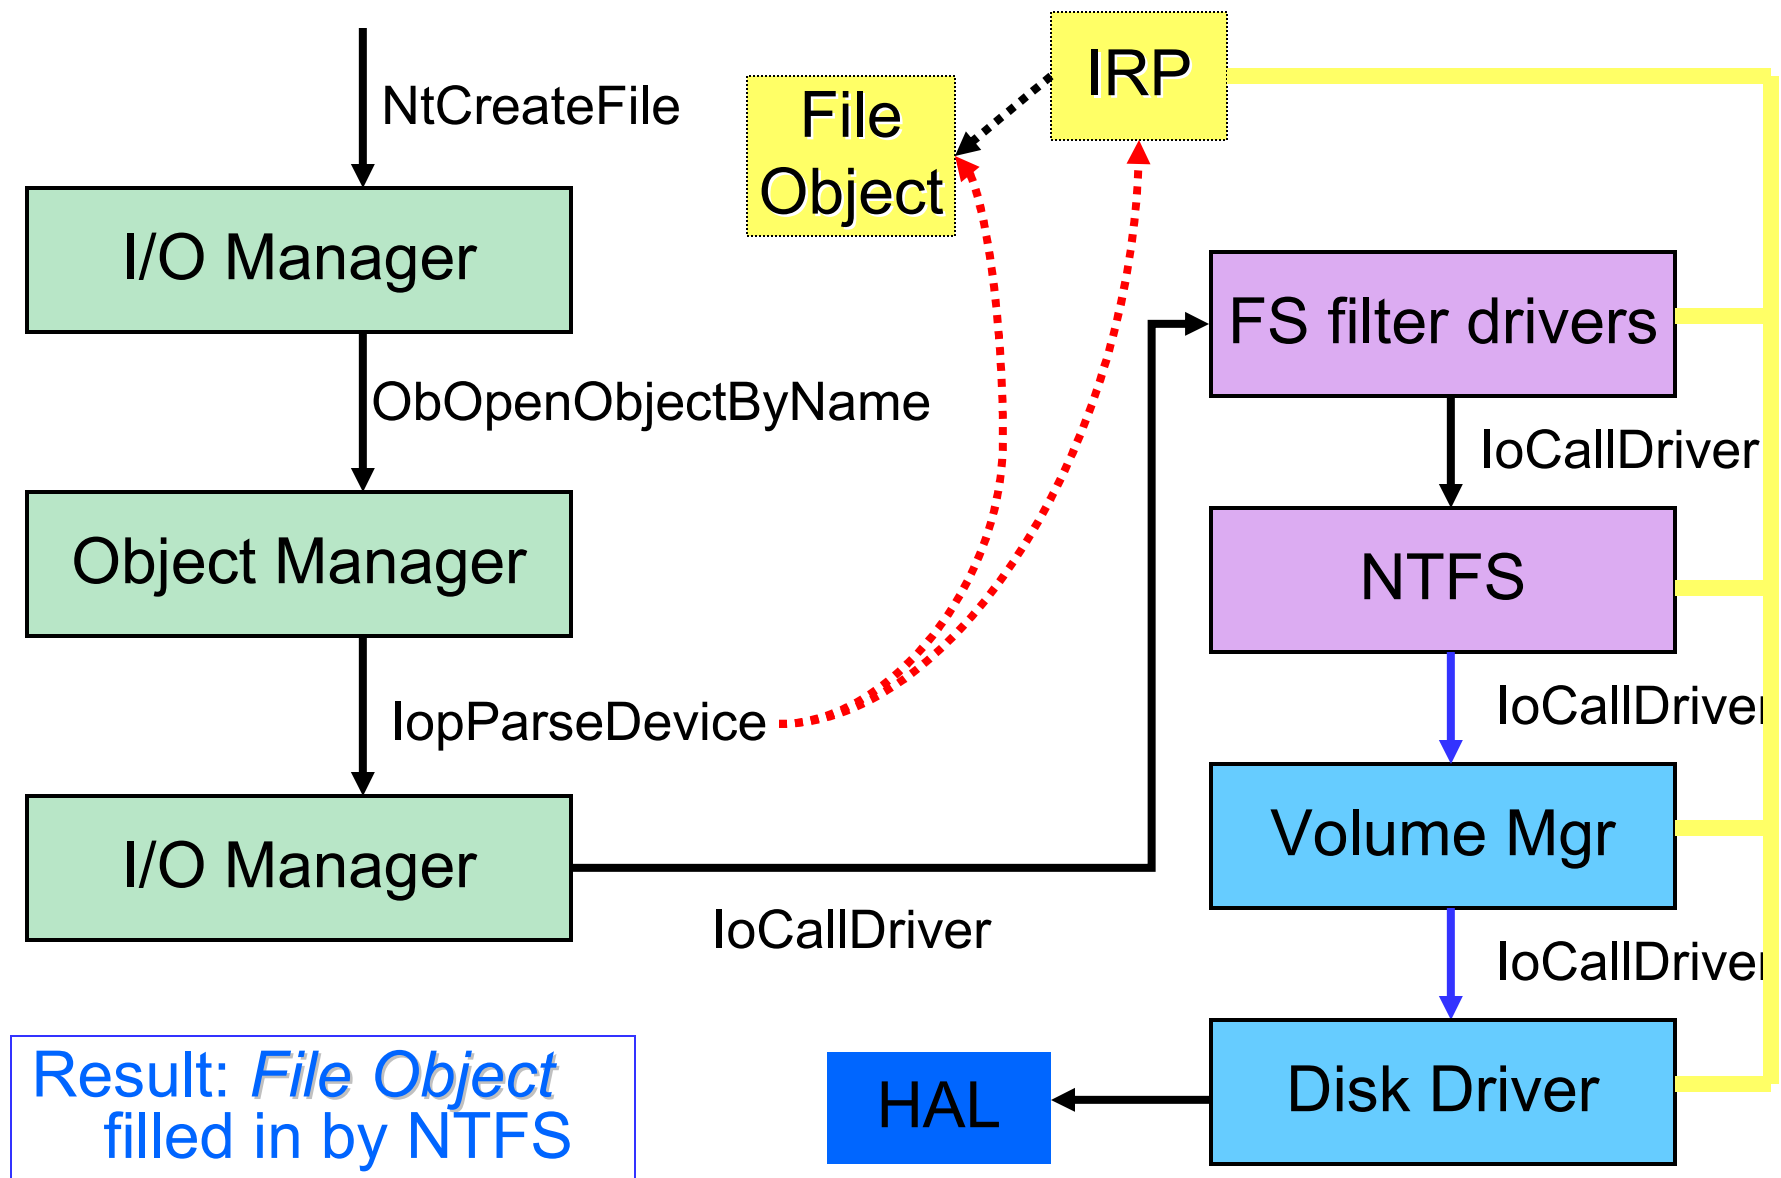 NtCreateFile
I/O Manager
ObOpenObjectByName
Object Manager
IopParseDevice
I/O Manager
IoCallDriver
File
Object
IRP
FS filter drivers
IoCallDriver
NTFS
IoCallDriver
Volume Mgr
IoCallDriver
Disk Driver
HAL
Result: File Object
filled in by NTFS